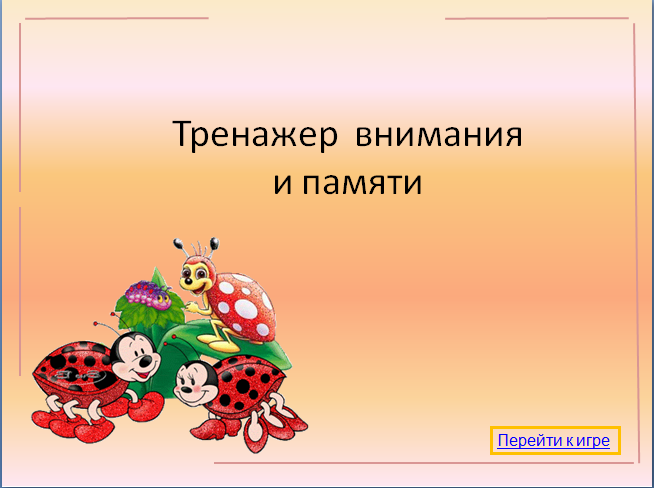 Тренажер внимания
и памяти
Перейти к игре